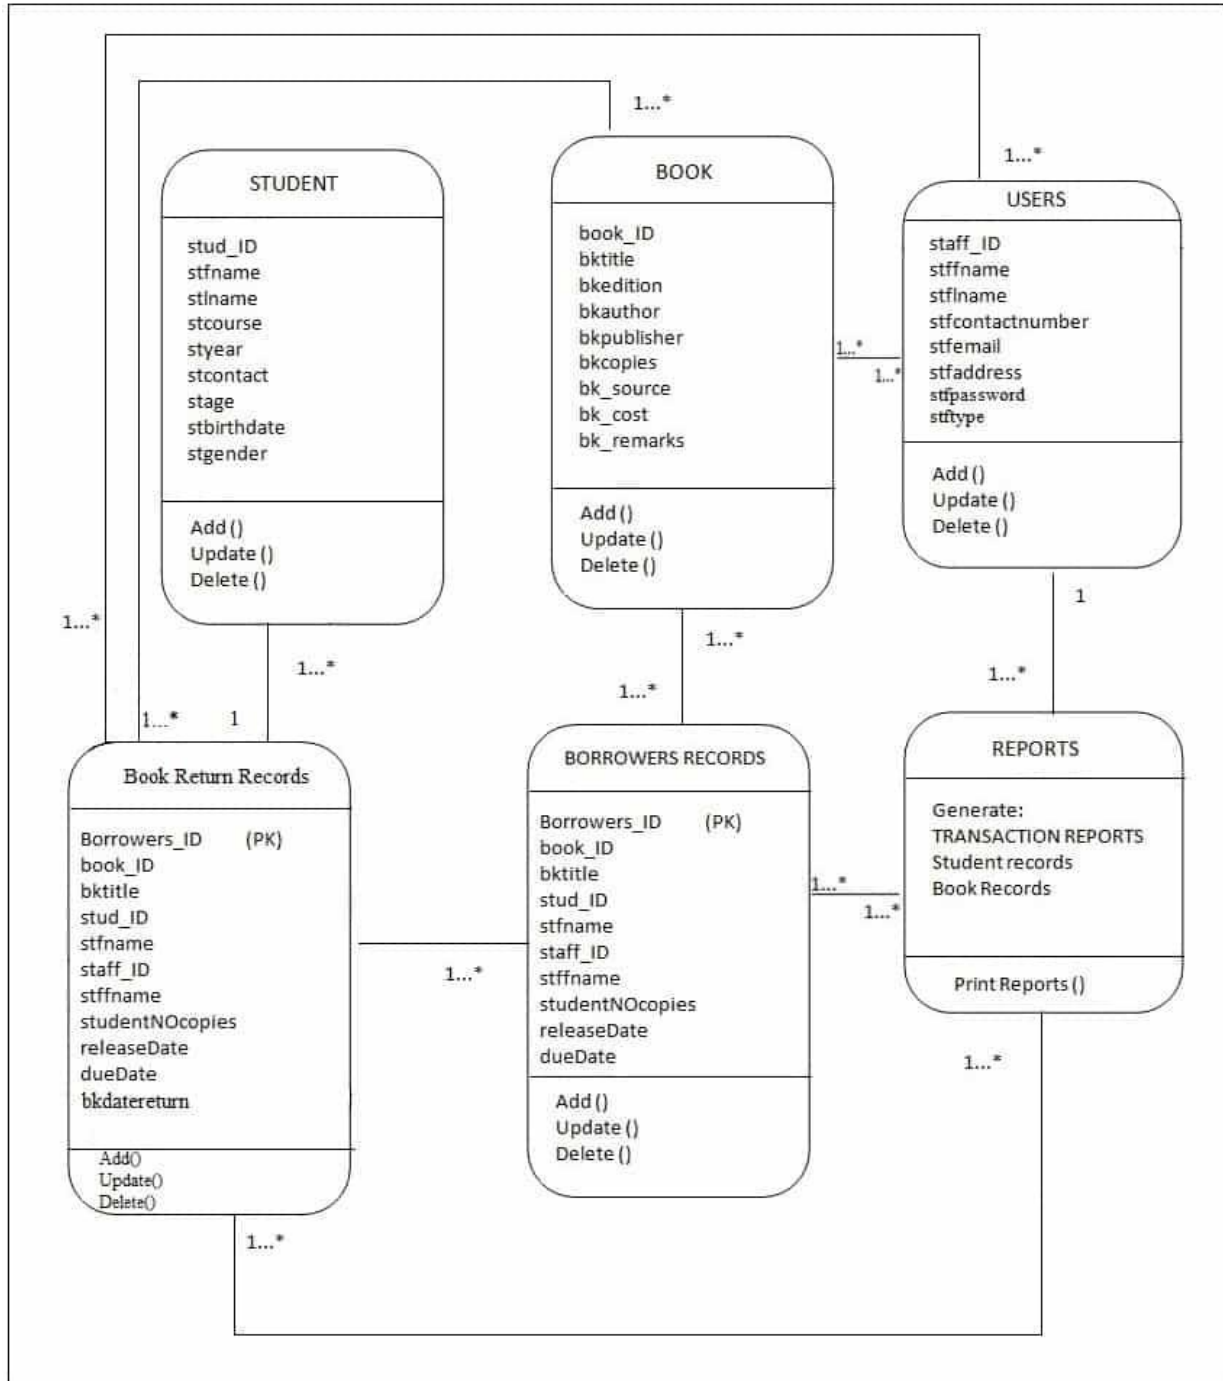 1...*
1...*
STUDENT
stud_ID
stfname
stlname
stcourse
styear
stcontact
stage
stbirthdate
stgender
Add ()
Update ()
Delete ()
BOOK
book_ID
bktitle
bkedition
bkauthor
bkpublisher
bkcopies
bk_source
bk_cost
bk_remarks
Add ()
Update ()
Delete ()
1...*
1...*
USERS
staff_ID
stffname
stflname
stfcontactnumber
stfemail
stfaddress
stfpassword
stftype
Add ()
Update ()
Delete ()
1...*
1...*
1...*
1
1...*
1...*
1...*
1
1...*
Book Return Records
Borrowers_ID (PK)
book_ID
bktitle
stud_ID
stfname
staff_ID
stffname
studentNOcopies
releaseDate
dueDate
bkdatereturn
Add()
Update()
Delete()
1...*
BORROWERS RECORDS
Borrowers_ID (PK)
book_ID
bktitle
stud_ID
stfname
staff_ID
stffname
studentNOcopies
releaseDate
dueDate
Add ()
Update ()
Delete ()
1...*
1...*
REPORTS
Generate:
TRANSACTION REPORTS
Student records
Book Records
Print Reports ()
1...*
1...*